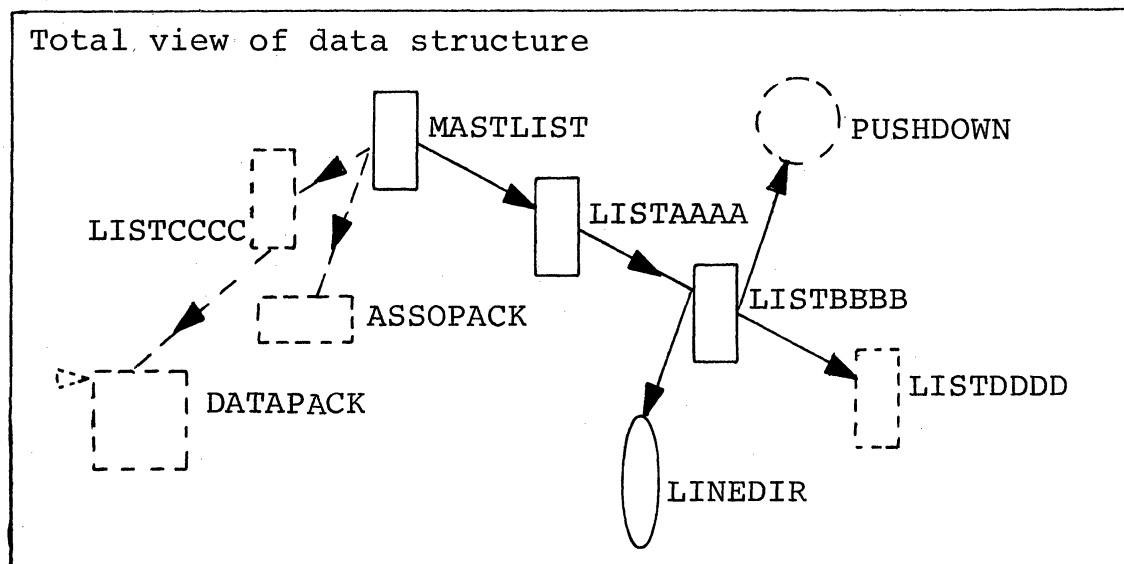 Total view of data structure
MASTLIST
PUSHDOWN
LISTCCCC
LISTAAAA
ASSOPACK
LISTBBBB
DATAPACK
LISTDDDD
LINEDIR